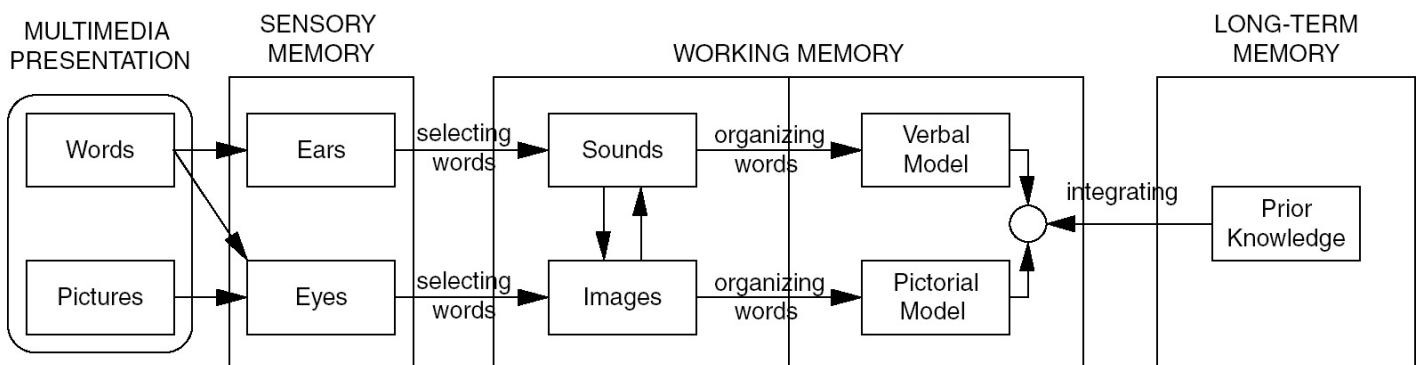 MULTIMEDIA
PRESENTATION
SENSORY
MEMORY
WORKING MEMORY
LONG-TERM
MEMORY
Words
Ears
selecting
words
Sounds
organizing
words
Verbal
Model
integrating
Prior
Knowledge
Pictures
Eyes
selecting
words
Images
organizing
words
Pictorial
Model